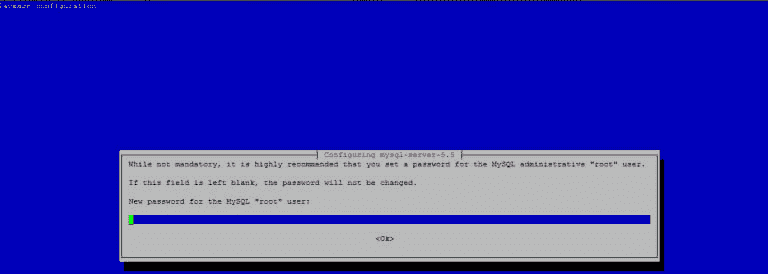 configuration
Configuring mysql-server-5.5
While not mandatory, it is highly recommended that you set a password for the MySQL administrative "root" user.
If this field is left blank, the password will not be changed.
New password for the MySQL "root" user:
<Ok>